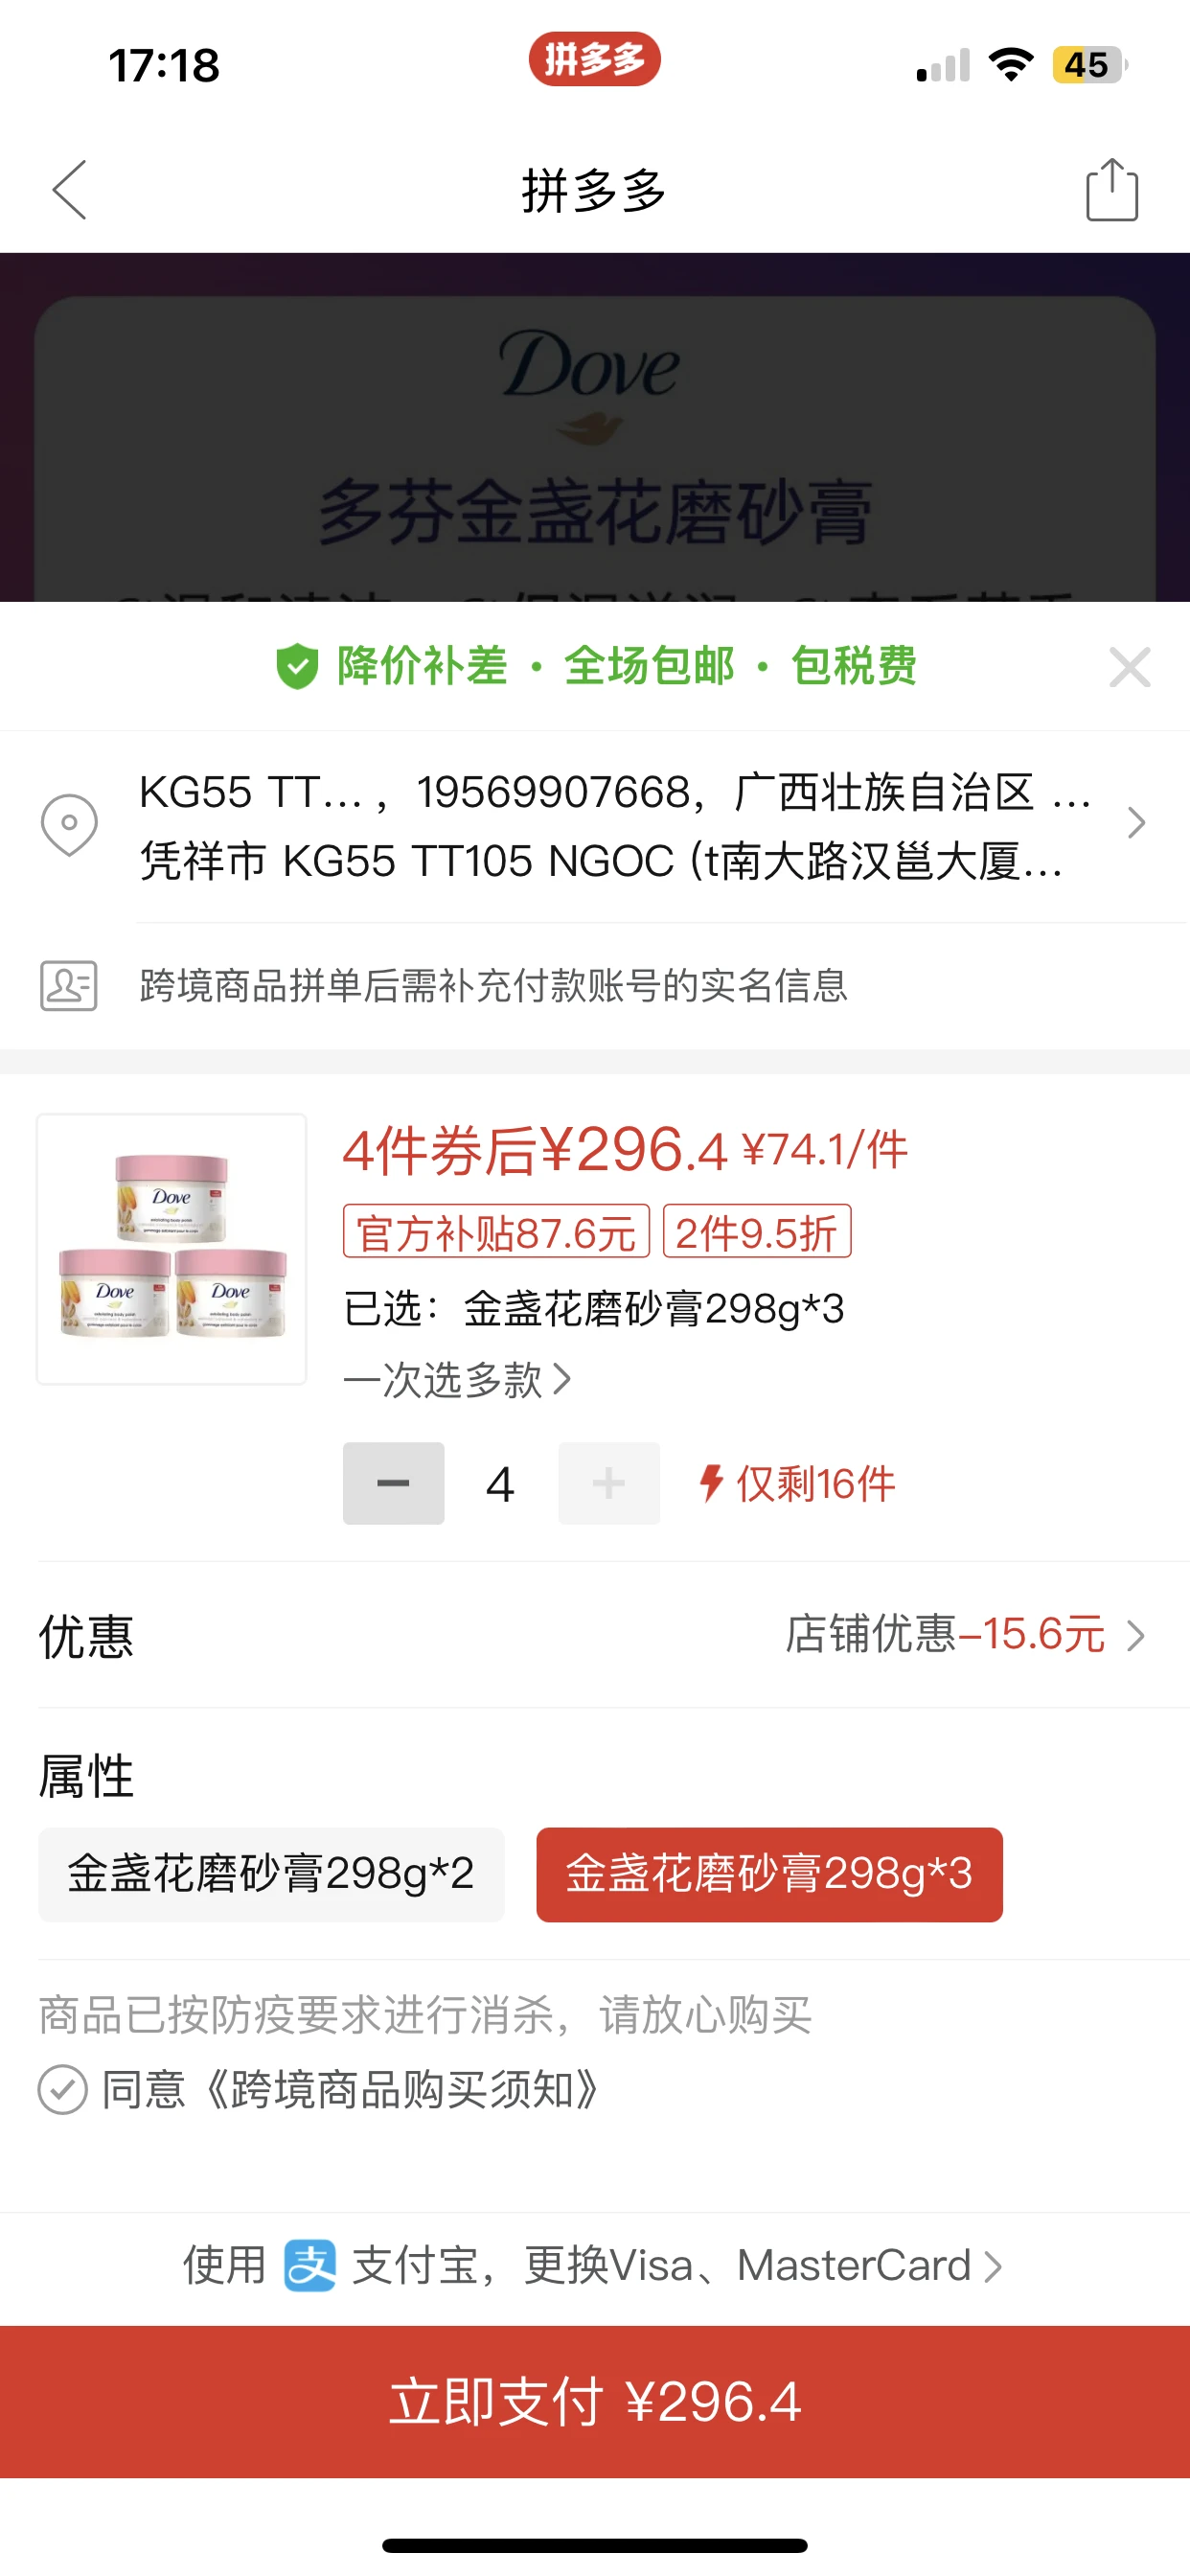 17:18
拼多多
45
拼多多
Dove
多芬金盏花磨砂膏
降价补差 · 全场包邮 · 包税费
KG55 TT...，19569907668，广西壮族自治区 ...
凭祥市 KG55 TT105 NGOC (t南大路汉邕大厦...
跨境商品拼单后需补充付款账号的实名信息
4件券后¥296.4 ¥74.1/件
官方补贴87.6元 2件9.5折
Dove
Dove
Dove
已选：金盏花磨砂膏298g*3
一次选多款
4
仅剩16件
优惠
店铺优惠-15.6元
属性
金盏花磨砂膏298g*2
金盏花磨砂膏298g*3
商品已按防疫要求进行消杀，请放心购买
同意《跨境商品购买须知》
使用 支 支付宝，更换Visa、MasterCard
立即支付 ¥296.4